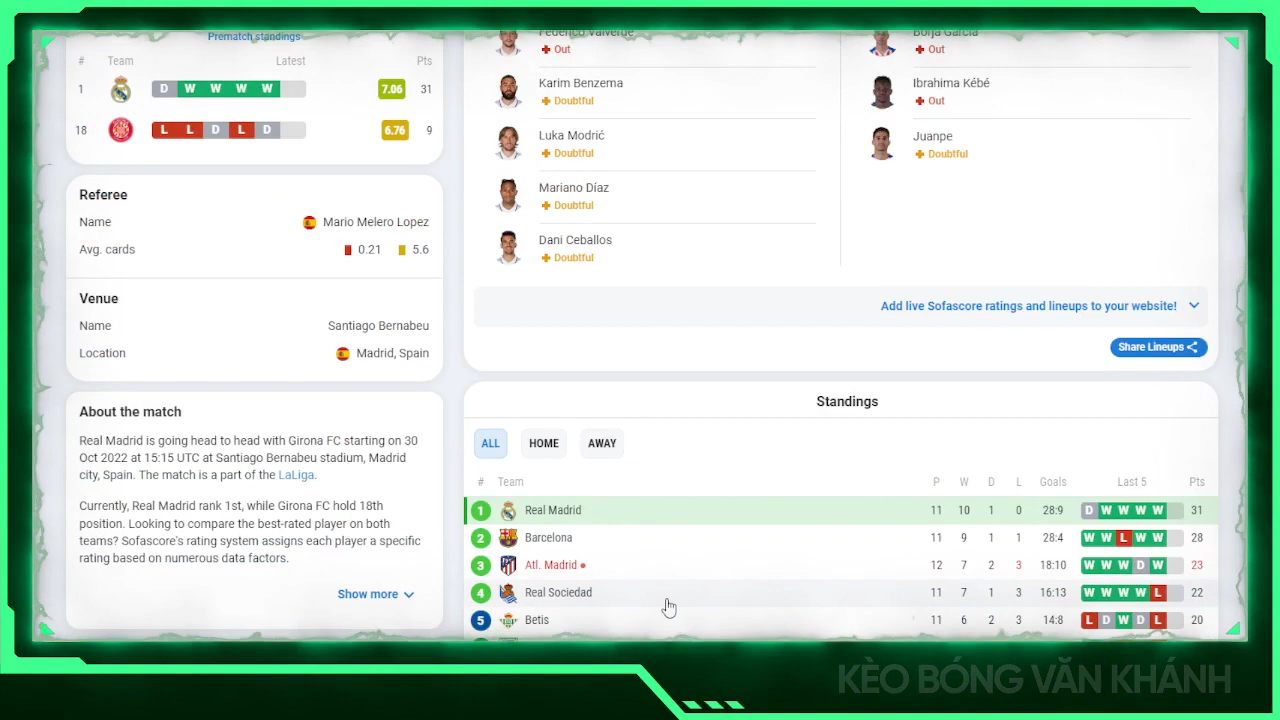 Prematch standings
# Team Latest Pts
1 D W W W W 7.06 31
18 L L D L D 6.76 9
Referee
Name Mario Melero Lopez
Avg. cards 0.21 5.6
Venue
Name Santiago Bernabeu
Location Madrid, Spain
About the match
Real Madrid is going head to head with Girona FC starting on 30
Oct 2022 at 15:15 UTC at Santiago Bernabeu stadium, Madrid
city, Spain. The match is a part of the LaLiga.
Currently, Real Madrid rank 1st, while Girona FC hold 18th
position. Looking to compare the best-rated player on both
teams? Sofascore's rating system assigns each player a specific
rating based on numerous data factors.
Show more
Federico Valverde
Out
Karim Benzema
Doubtful
Luka Modrić
Doubtful
Mariano Díaz
Doubtful
Dani Ceballos
Doubtful
Borja García
Out
Ibrahima Kébé
Out
Juanpe
Doubtful
Add live Sofascore ratings and lineups to your website!
Share Lineups
Standings
ALL HOME AWAY
# Team P W D L Goals Last 5 Pts
1 Real Madrid 11 10 1 0 28:9 D W W W W 31
2 Barcelona 11 9 1 1 28:4 W W L W W 28
3 Atl. Madrid 12 7 2 3 18:10 W W W D W 23
4 Real Sociedad 11 7 1 3 16:13 W W W W L 22
5 Betis 11 6 2 3 14:8 L D W D L 20
KÈO BÓNG VĂN KHÁNH